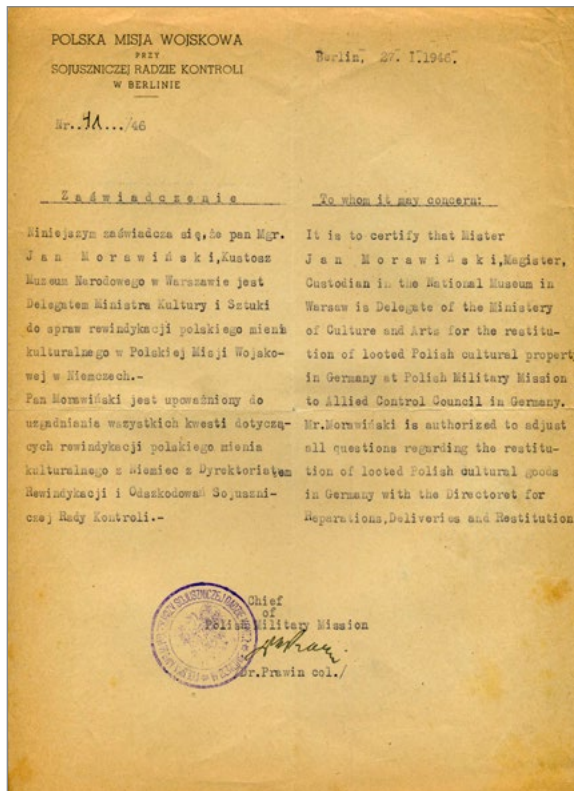 POLSKA MISJA WOJSKOWA
PRZY
SOJUSZNICZEJ RADZIE KONTROLI
W BERLINIE
Berlin, 27. I.1946.
Nr.../46
Zaświadczenie
Niniejszym zaświadcza się,że pan Mgr.
Jan Morawiński,Kustosz
Muzeum Narodowego w Warszawie jest
Delegatem Ministra Kultury i Sztuki
do spraw rewindykacji polskiego mienia
kulturalnego w Polskiej Misji Wojsko-
wej w Niemczech.-
Pan Morawiński jest upoważniony do
uzgadniania wszystkich kwesti dotyczą-
cych rewindykacji polskiego mienia
kulturalnego z Niemiec z Dyrektoriatem
Rewindykacji i Odszkodowań Sojuszni-
czej Rady Kontroli.-
To whom it may concern:
It is to certify that Mister
Jan Morawiński,Magister,
Custodian in the National Museum in
Warsaw is Delegate of the Ministery
of Culture and Arts for the restitu-
tion of looted Polish cultural property
in Germany at Polish Military Mission
to Allied Control Council in Germany.
Mr.Morawiński is authorized to adjust
all questions regarding the restitu-
tion of looted Polish cultural goods
in Germany with the Directoret for
Reparations,Deliveries and Restitution
Chief
of
Polish Military Mission
Dr.Prawin col./